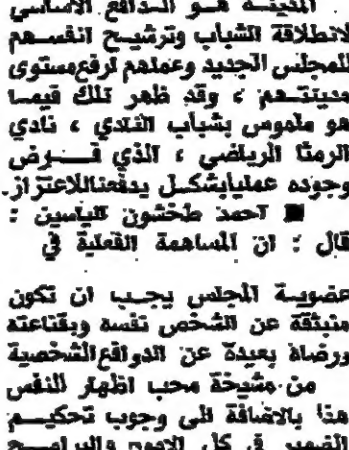 المدينة هو الدافع الاساسي
لانطلاقة الشباب وترشيح انفسهم
للمجلس الجديد وعملهم لرفع مستوى
مدينتهم ، وقد ظهر تلك فيما
هو ملموس بشباب النادي ، نادي
الرمثا الرياضي ، الذي فرض
وجوده عمليا بشكل يدفعنا للاعتزاز.
■ احمد طخشون الياسين :
قال : ان المساهمة الفعلية في
عضوية المجلس يجب ان تكون
منبثقة عن الشخص نفسه وبقناعته
ورضاه بعيدة عن الدوافع الشخصية
من مشيخة محب اظهار النفس
هذا بالاضافة الى وجوب تحكيم
الضمير في كل الامور والبرامج